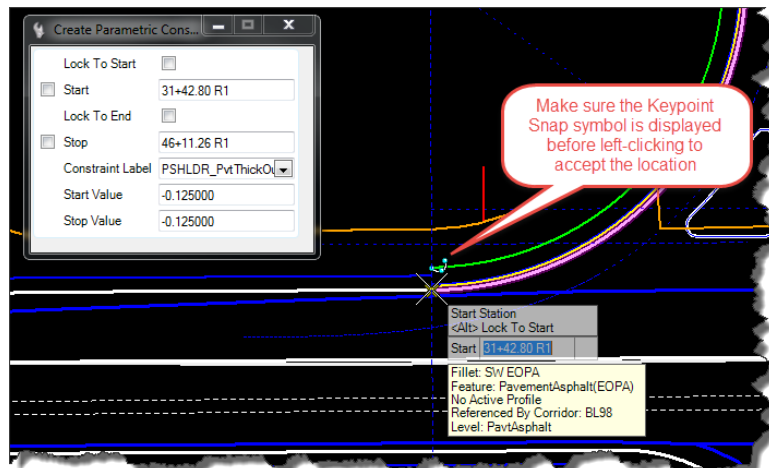 Create Parametric Cons...
Lock To Start
Start 31+42.80 R1
Lock To End
Stop 46+11.26 R1
Constraint Label PSHLDR_PvtThickOu
Start Value -0.125000
Stop Value -0.125000
Make sure the Keypoint
Snap symbol is displayed
before left-clicking to
accept the location
Start Station
<Alt> Lock To Start
Start 31+42.80 R1
Fillet: SW EOPA
Feature: PavementAsphalt(EOPA)
No Active Profile
Referenced By Corridor: BL98
Level: PavtAsphalt